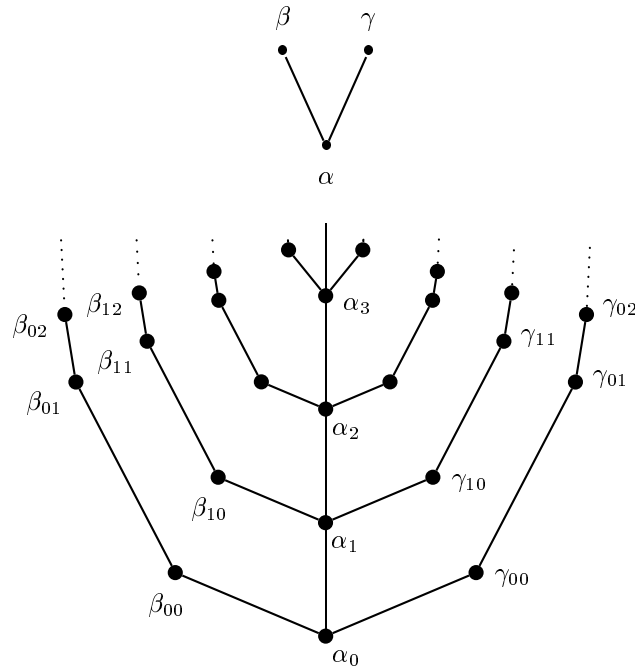 β γ
α
α₃
β₁₂ γ₀₂
β₀₂
β₁₁ γ₁₁
β₀₁ γ₀₁
α₂
β₁₀ γ₁₀
α₁
β₀₀ γ₀₀
α₀